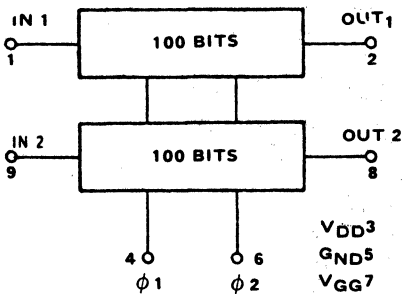 IN 1
OUT1
100 BITS
1
2
IN 2
OUT 2
100 BITS
9
8
4
6
φ1
φ2
VDD3
GND5
VGG7